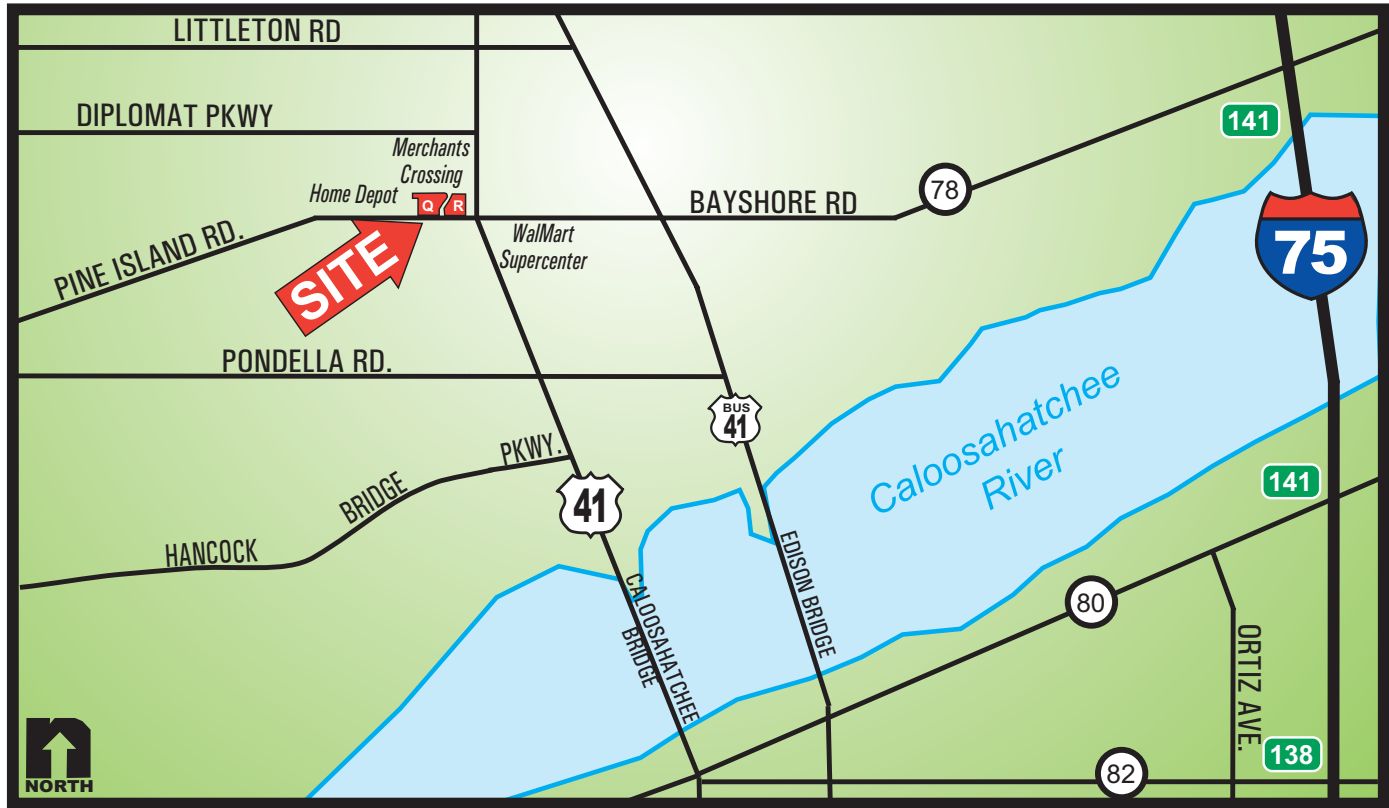 LITTLETON RD
DIPLOMAT PKWY
141
Merchants
Crossing
Home Depot
Q R
78
BAYSHORE RD
PINE ISLAND RD.
WalMart
Supercenter
75
SITE
PONDELLA RD.
BUS
41
Caloosahatchee
River
HANCOCK BRIDGE PKWY.
41
141
EDISON BRIDGE
CALOOSAHATCHEE
BRIDGE
80
ORTIZ AVE.
138
82
NORTH